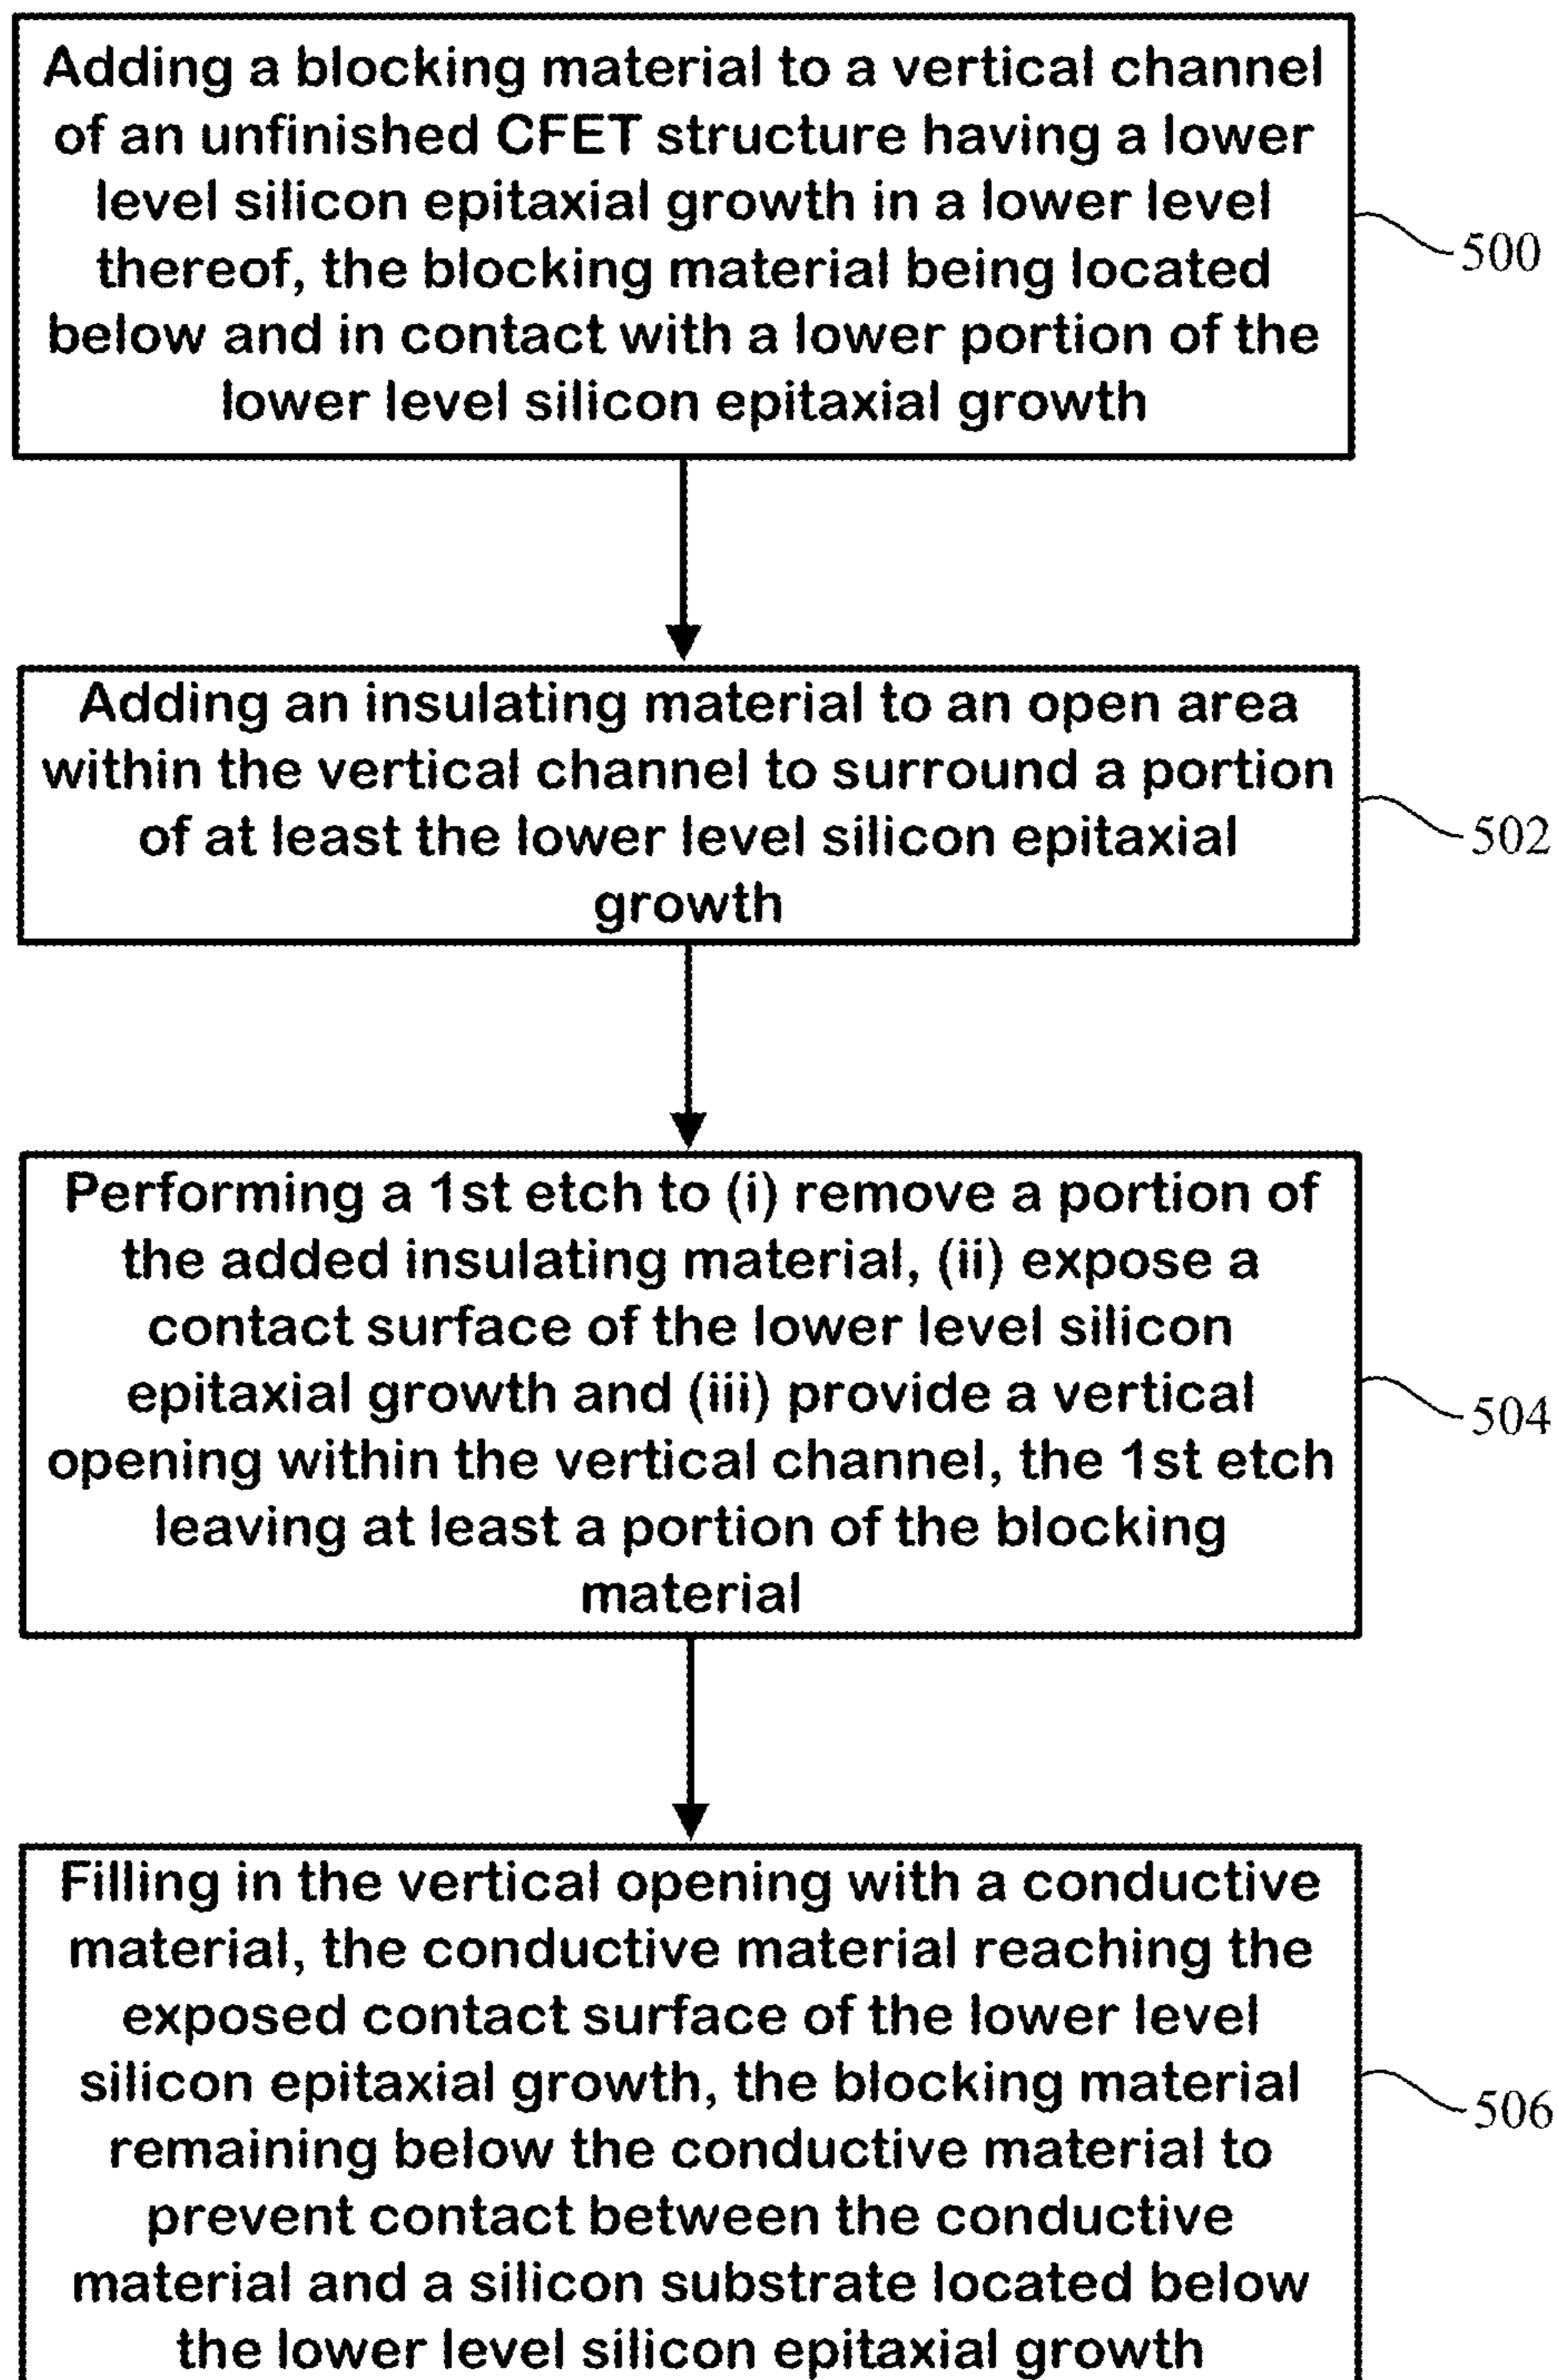 Adding a blocking material to a vertical channel
of an unfinished CFET structure having a lower
level silicon epitaxial growth in a lower level
thereof, the blocking material being located
below and in contact with a lower portion of the
lower level silicon epitaxial growth
500
Adding an insulating material to an open area
within the vertical channel to surround a portion
of at least the lower level silicon epitaxial
growth
502
Performing a 1st etch to (i) remove a portion of
the added insulating material, (ii) expose a
contact surface of the lower level silicon
epitaxial growth and (iii) provide a vertical
opening within the vertical channel, the 1st etch
leaving at least a portion of the blocking
material
504
Filling in the vertical opening with a conductive
material, the conductive material reaching the
exposed contact surface of the lower level
silicon epitaxial growth, the blocking material
remaining below the conductive material to
prevent contact between the conductive
material and a silicon substrate located below
the lower level silicon epitaxial growth
506